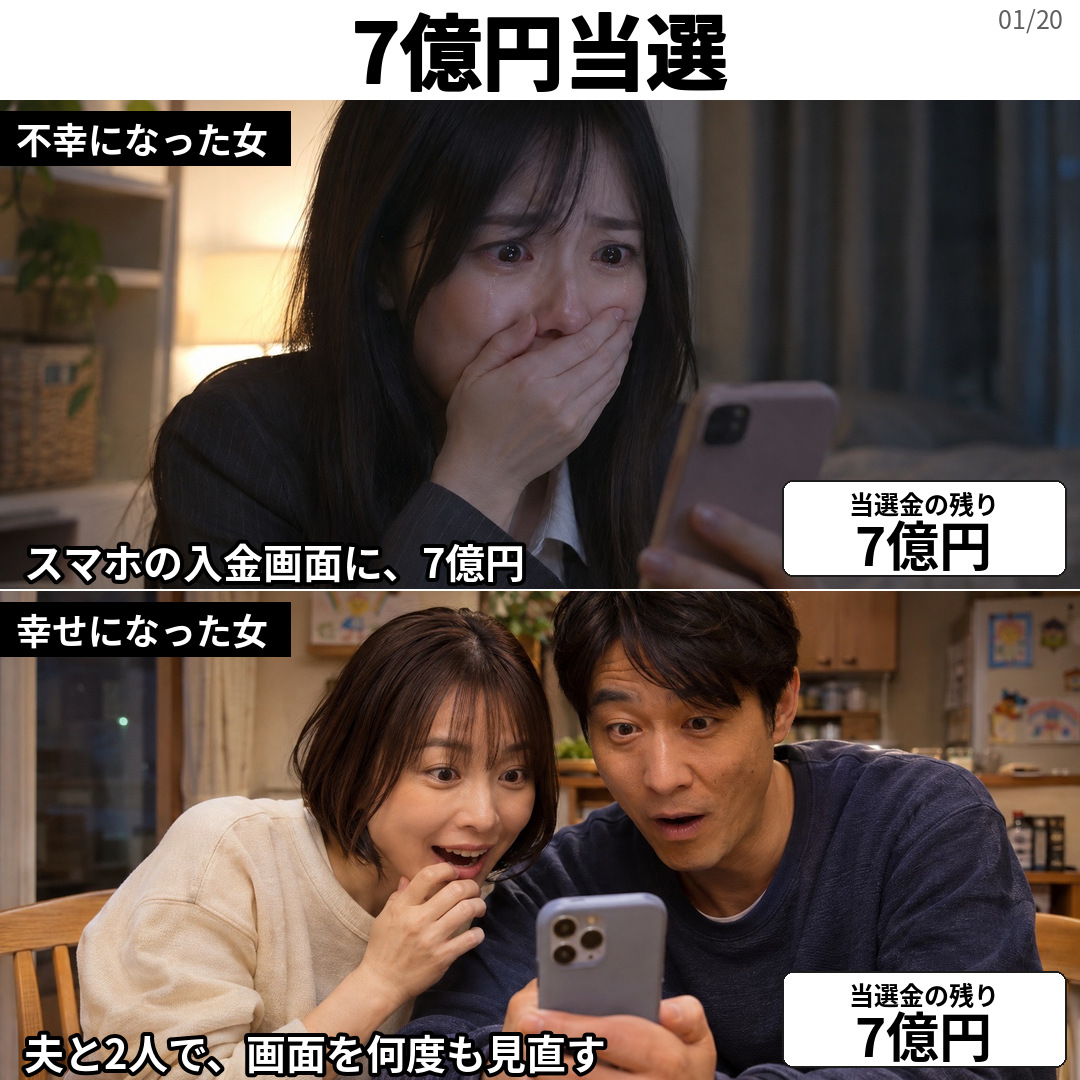 7億円当選
01/20
不幸になった女
当選金の残り
7億円
スマホの入金画面に、7億円
幸せになった女
当選金の残り
7億円
夫と2人で、画面を何度も見直す